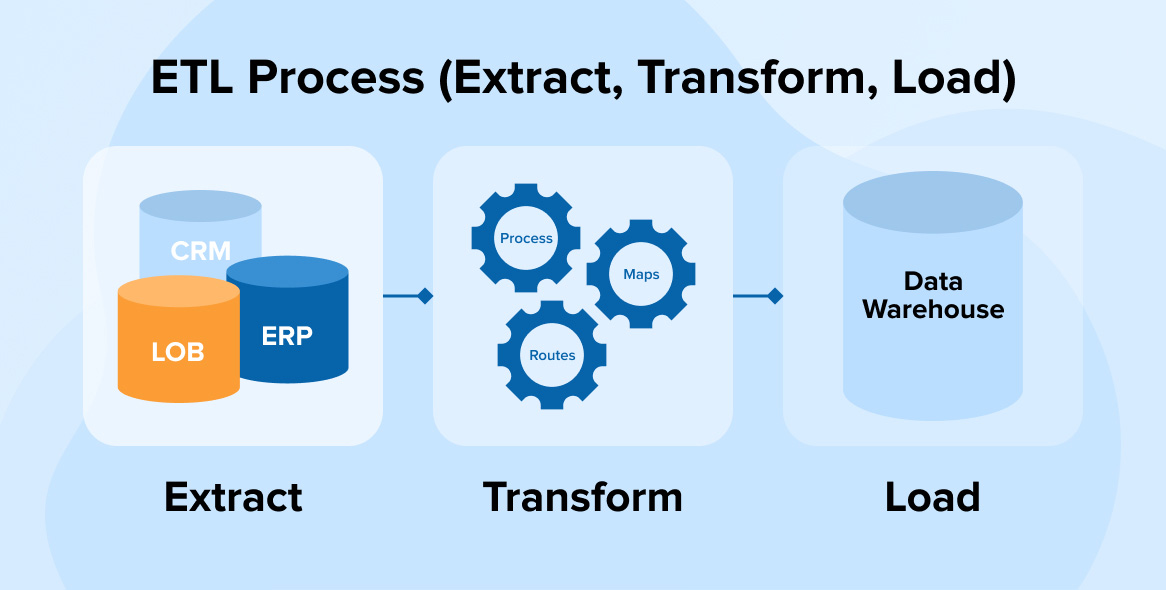 ETL Process (Extract, Transform, Load)
CRM
LOB
ERP
Process
Maps
Routes
Data
Warehouse
Extract
Transform
Load